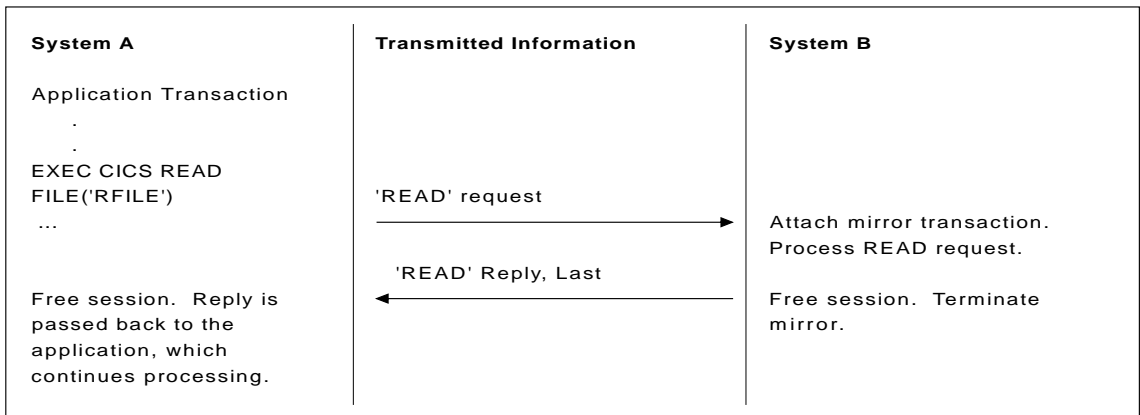 System A
Transmitted Information
System B
Application Transaction
.
.
EXEC CICS READ
FILE('RFILE')
...
'READ' request
Attach mirror transaction.
Process READ request.
'READ' Reply, Last
Free session. Reply is
passed back to the
application, which
continues processing.
Free session. Terminate
mirror.